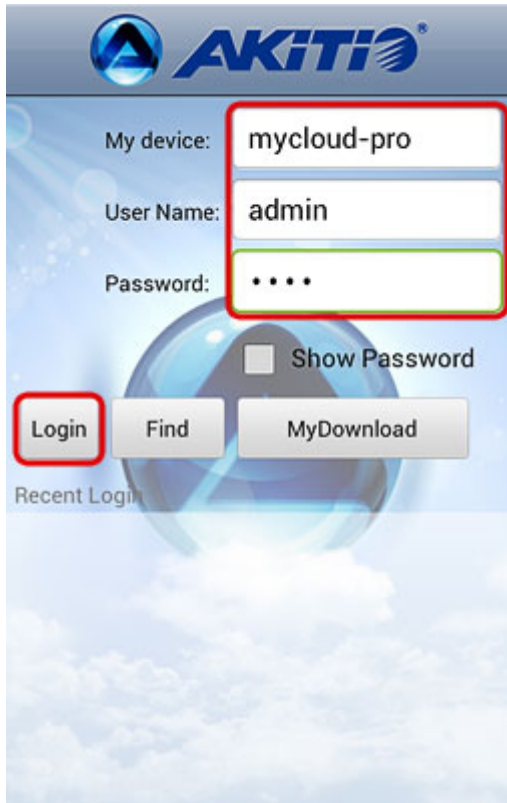 AKiTiO®
My device: mycloud-pro
User Name: admin
Password: ••••
Show Password
Login Find MyDownload
Recent Login